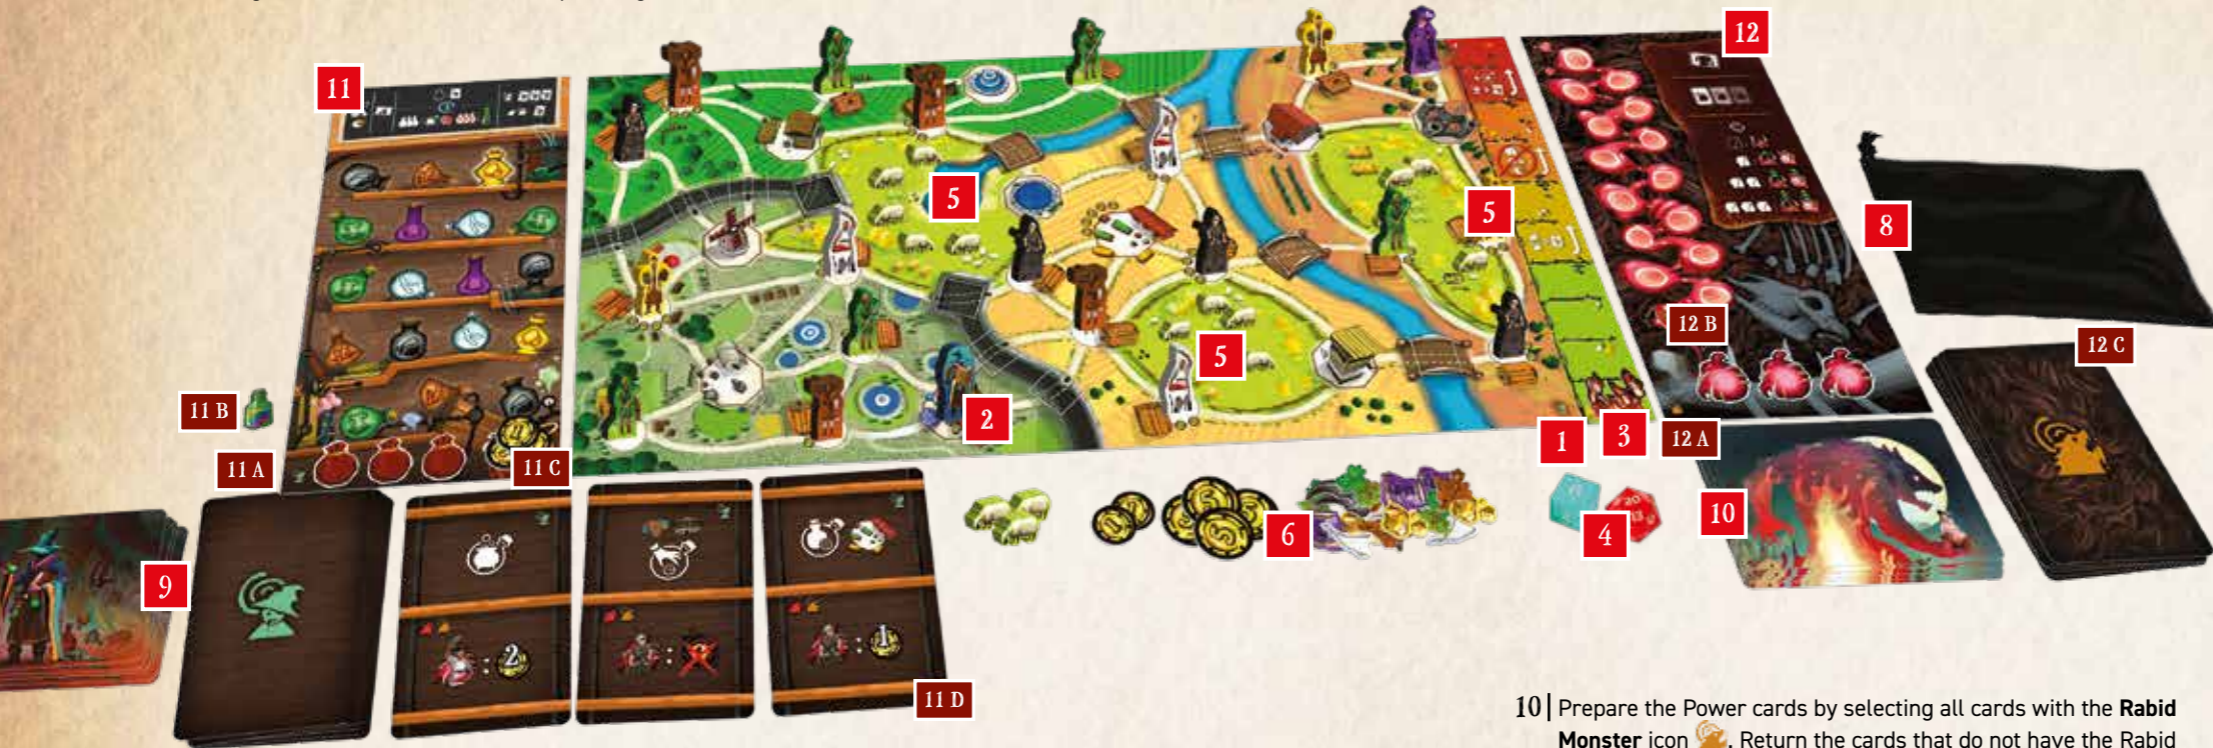 12
11
5
5
8
12 B
5
12 C
11 B
2
1
3
12 A
11 A
11 C
6
4
10
9
2
1
11 D
10 | Prepare the Power cards by selecting all cards with the Rabid
Monster icon . Return the cards that do not have the Rabid